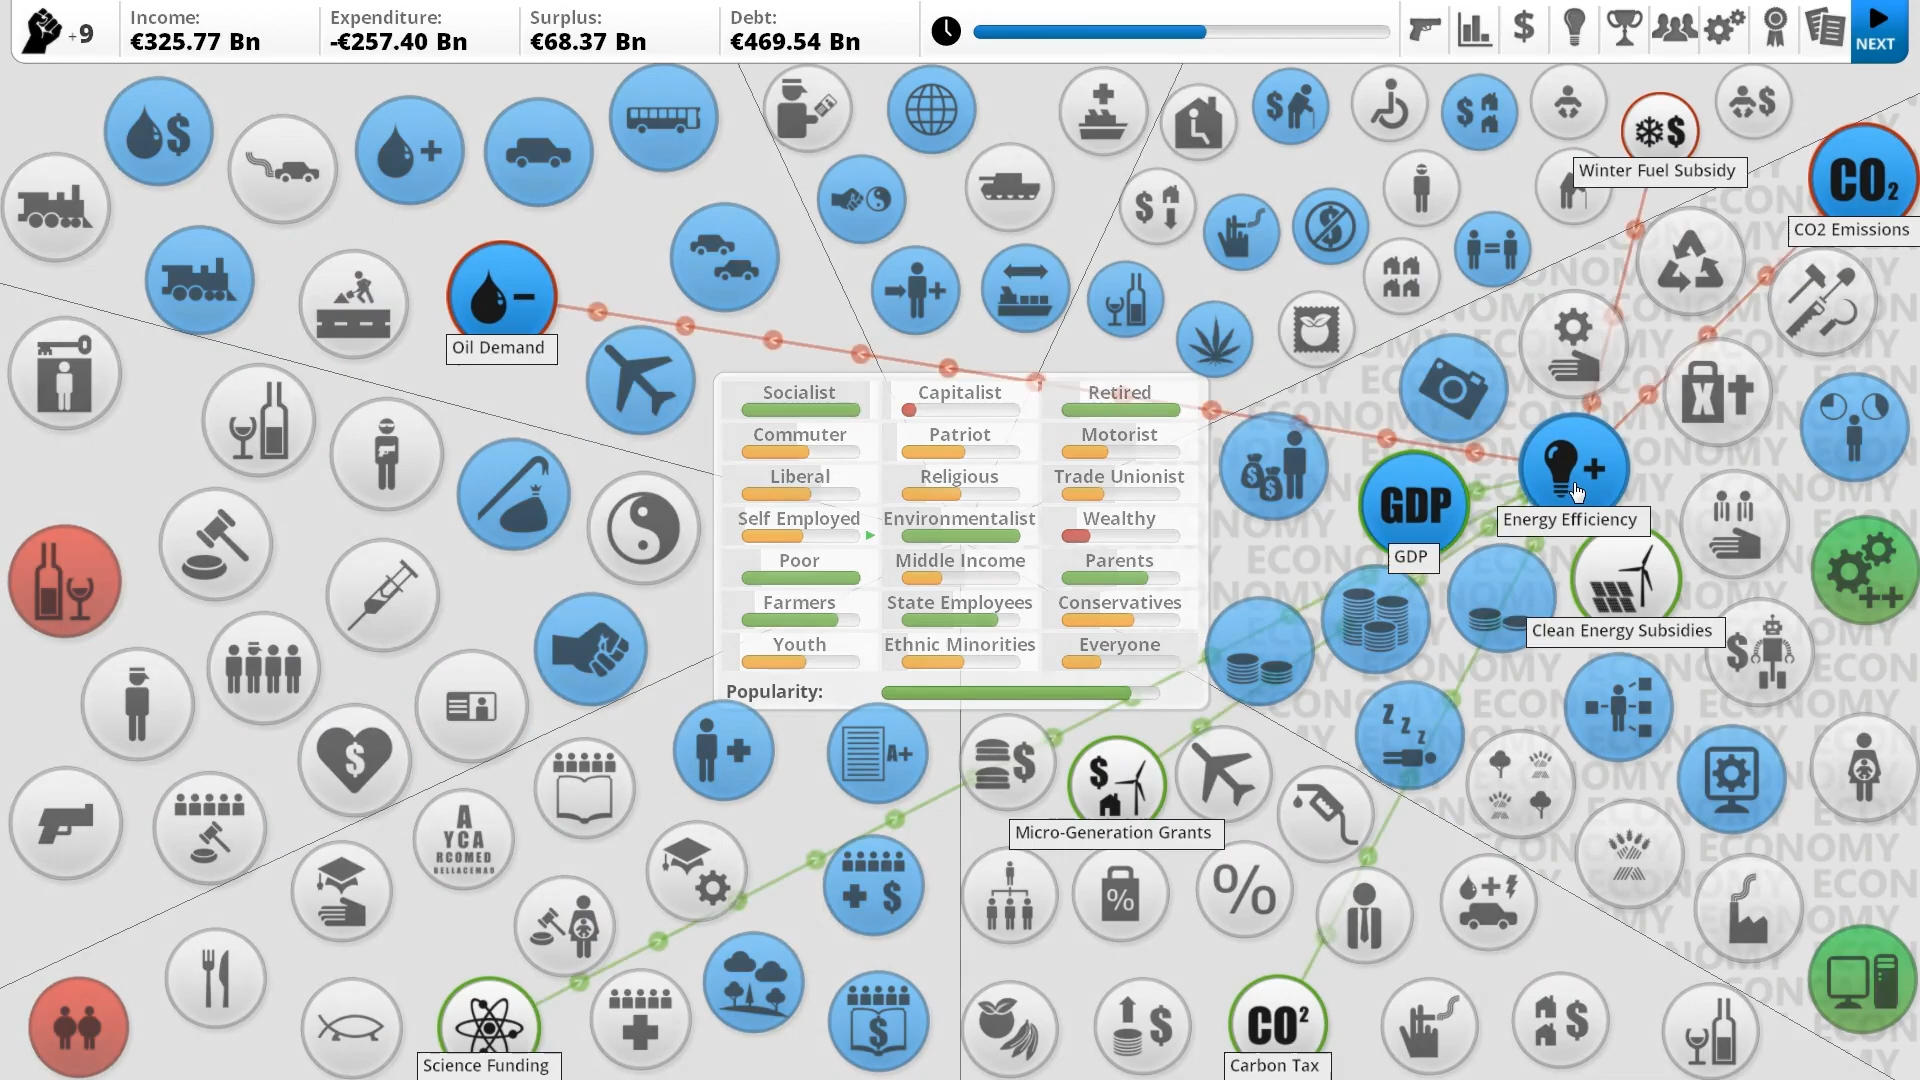 +9
Income:
€325.77 Bn
Expenditure:
-€257.40 Bn
Surplus:
€68.37 Bn
Debt:
€469.54 Bn
NEXT
Winter Fuel Subsidy
CO₂
CO2 Emissions
Oil Demand
Socialist
Capitalist
Retired
Commuter
Patriot
Motorist
Liberal
Religious
Trade Unionist
Self Employed
Environmentalist
Wealthy
Poor
Middle Income
Parents
Farmers
State Employees
Conservatives
Youth
Ethnic Minorities
Everyone
Popularity:
GDP
GDP
Energy Efficiency
Clean Energy Subsidies
ECONOMY
Z z z
A+
A
YCA
RCOMED
Micro-Generation Grants
%
%
Science Funding
CO²
Carbon Tax